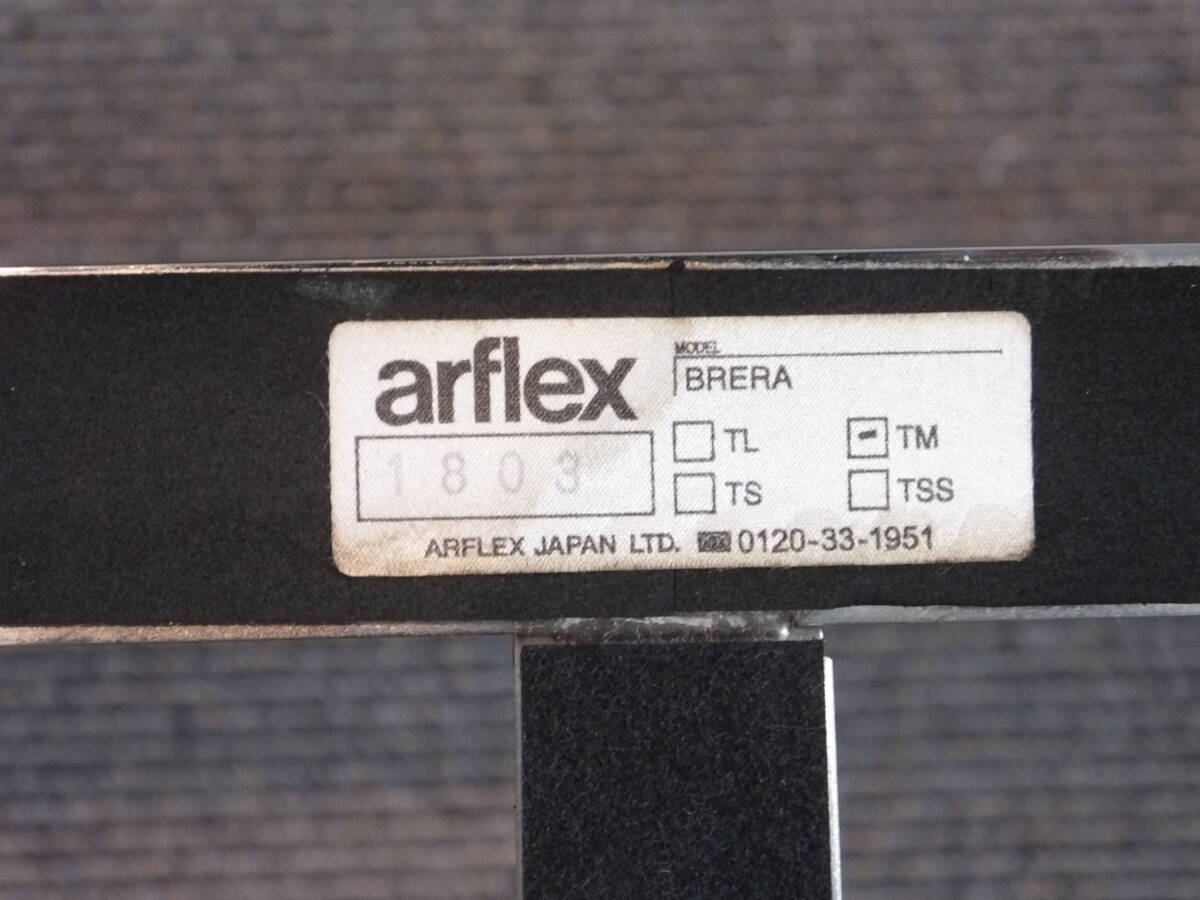 arflex
1803
MODEL
BRERA
TL
TM
TS
TSS
ARFLEX JAPAN LTD. 0120-33-1951